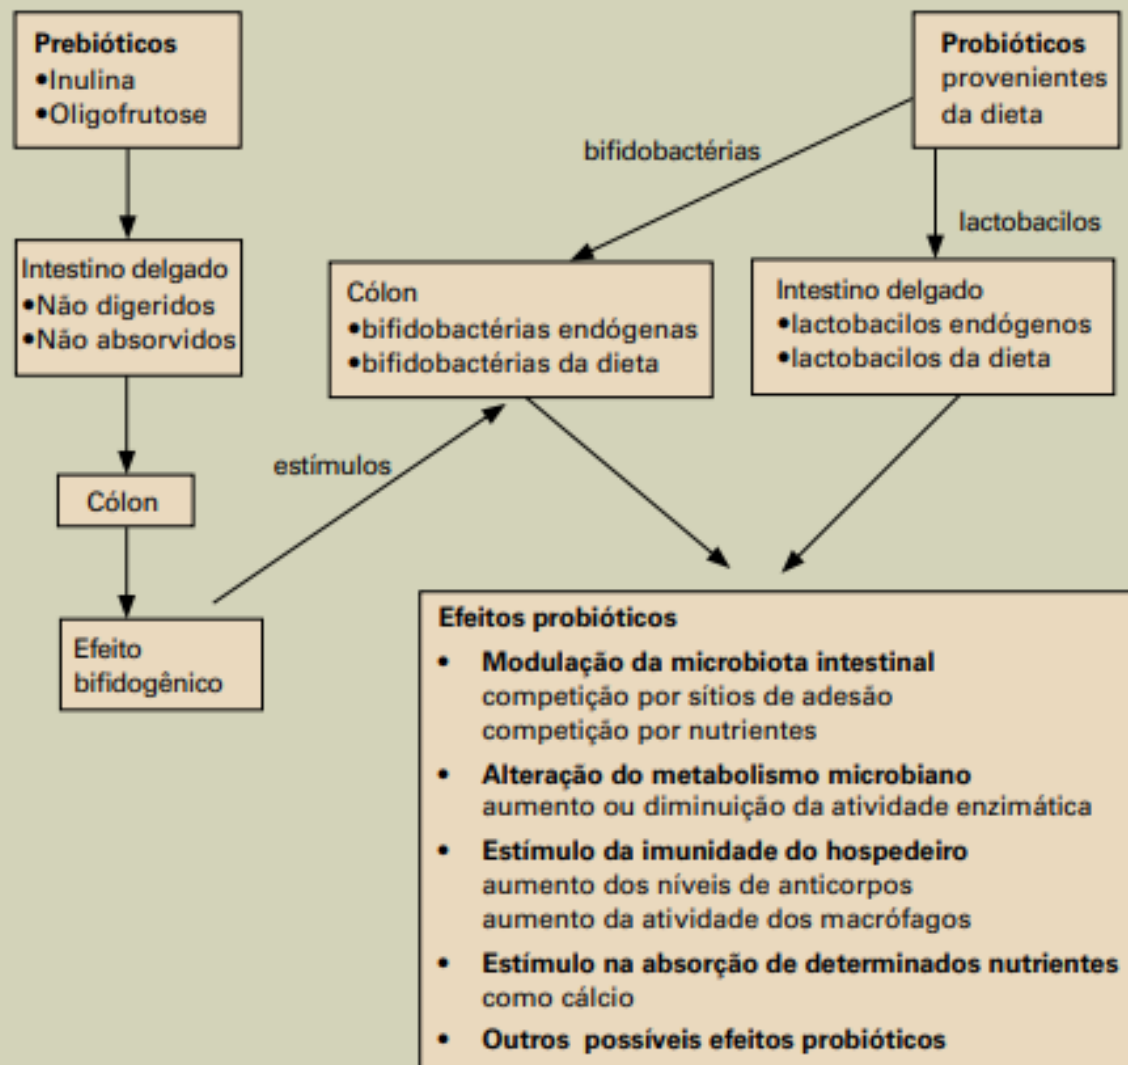 Prebióticos
•Inulina
•Oligofrutose
Probióticos
provenientes
da dieta
bifidobactérias
lactobacilos
Intestino delgado
•Não digeridos
•Não absorvidos
Cólon
•bifidobactérias endógenas
•bifidobactérias da dieta
Intestino delgado
•lactobacilos endógenos
•lactobacilos da dieta
estímulos
Cólon
Efeito
bifidogênico
Efeitos probióticos
• Modulação da microbiota intestinal
competição por sítios de adesão
competição por nutrientes
• Alteração do metabolismo microbiano
aumento ou diminuição da atividade enzimática
• Estímulo da imunidade do hospedeiro
aumento dos níveis de anticorpos
aumento da atividade dos macrófagos
• Estímulo na absorção de determinados nutrientes
como cálcio
• Outros possíveis efeitos probióticos